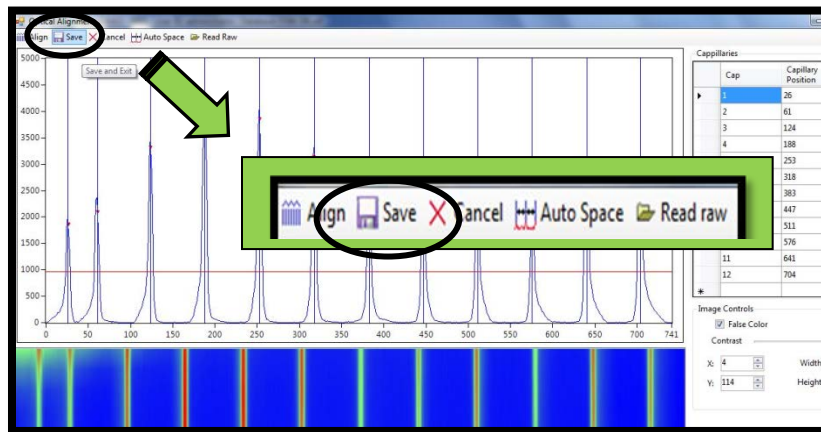 Optical Alignment
Align Save Cancel Auto Space Read Raw
Save and Exit
5000
4500
4000
3500
3000
2500
2000
1500
1000
500
0
0 50 100 150 200 250 300 350 400 450 500 550 600 650 700 741
Align Save Cancel Auto Space Read raw
Cappillaries
Cap Capillary Position
1 26
2 61
3 124
4 188
253
318
383
447
511
576
11 641
12 704
*
Image Controls
False Color
Contrast
X: 4 Width
Y: 114 Height